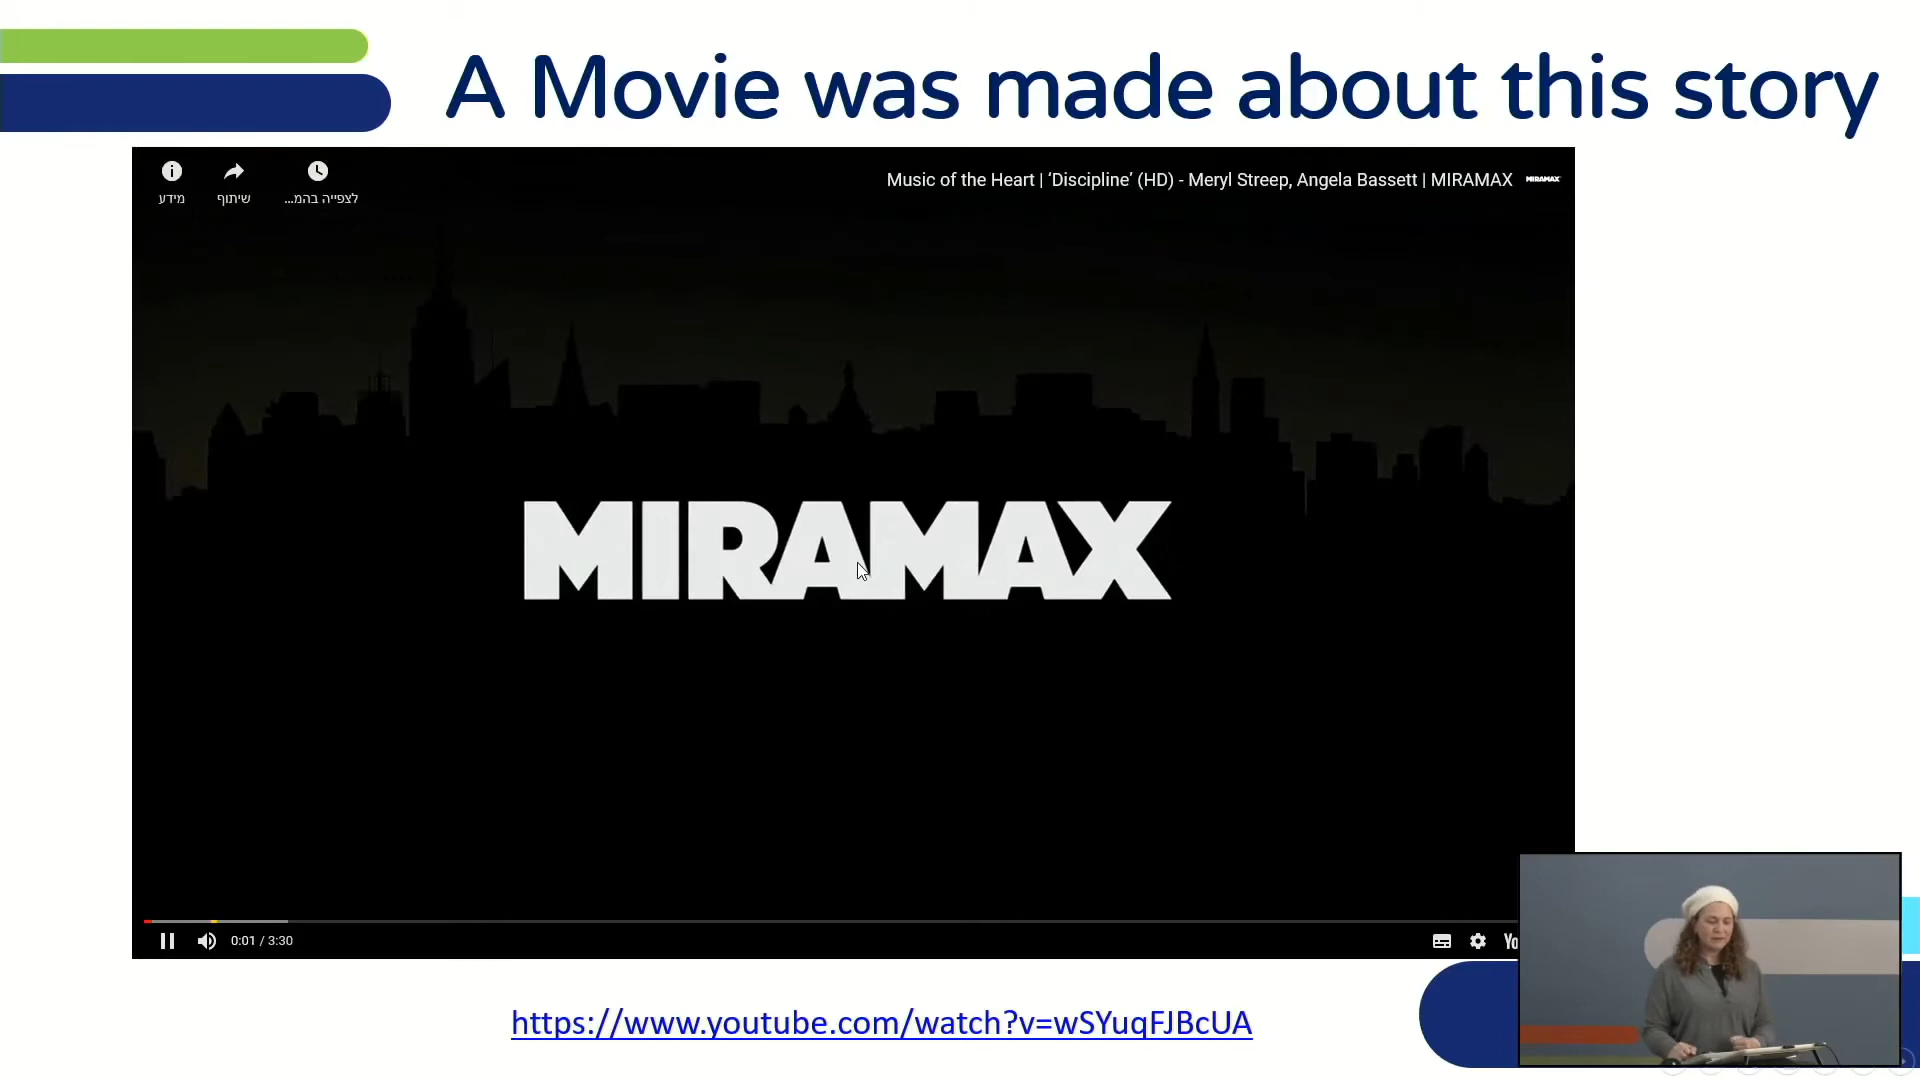 A Movie was made about this story
Music of the Heart | ‘Discipline’ (HD) - Meryl Streep, Angela Bassett | MIRAMAX
MIRAMAX
מידע
שיתוף
לצפייה בהמ...
MIRAMAX
0:01 / 3:30
https://www.youtube.com/watch?v=wSYuqFJBcUA